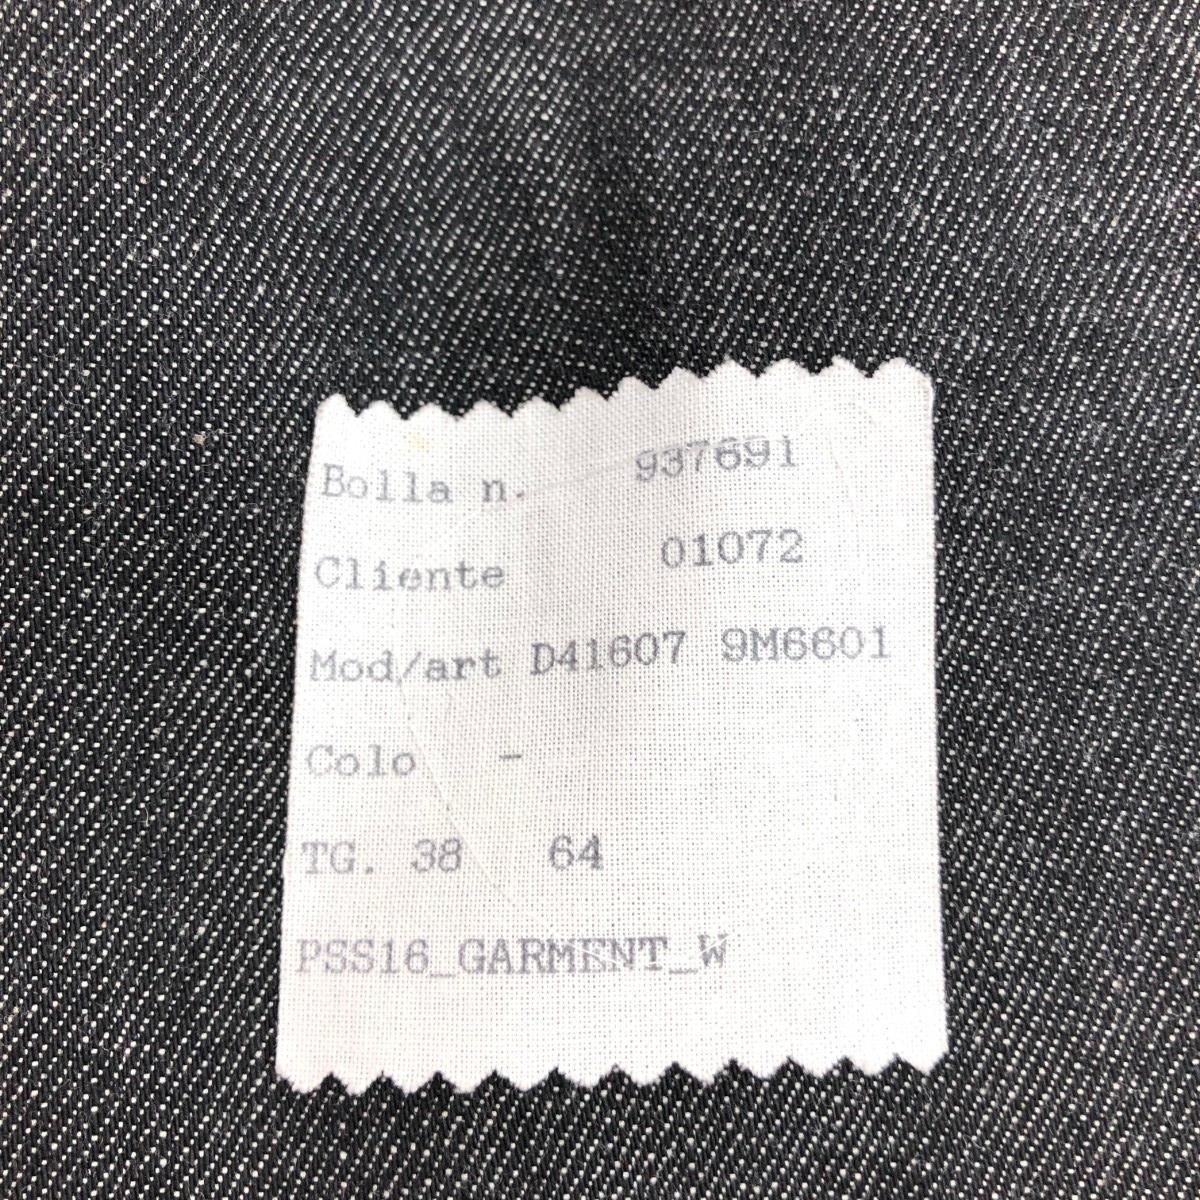 Bolla n. 937691
Cliente 01072
Mod/art D41607 9M6601
Colo -
TG. 38 64
PSS16_GARMENT_W